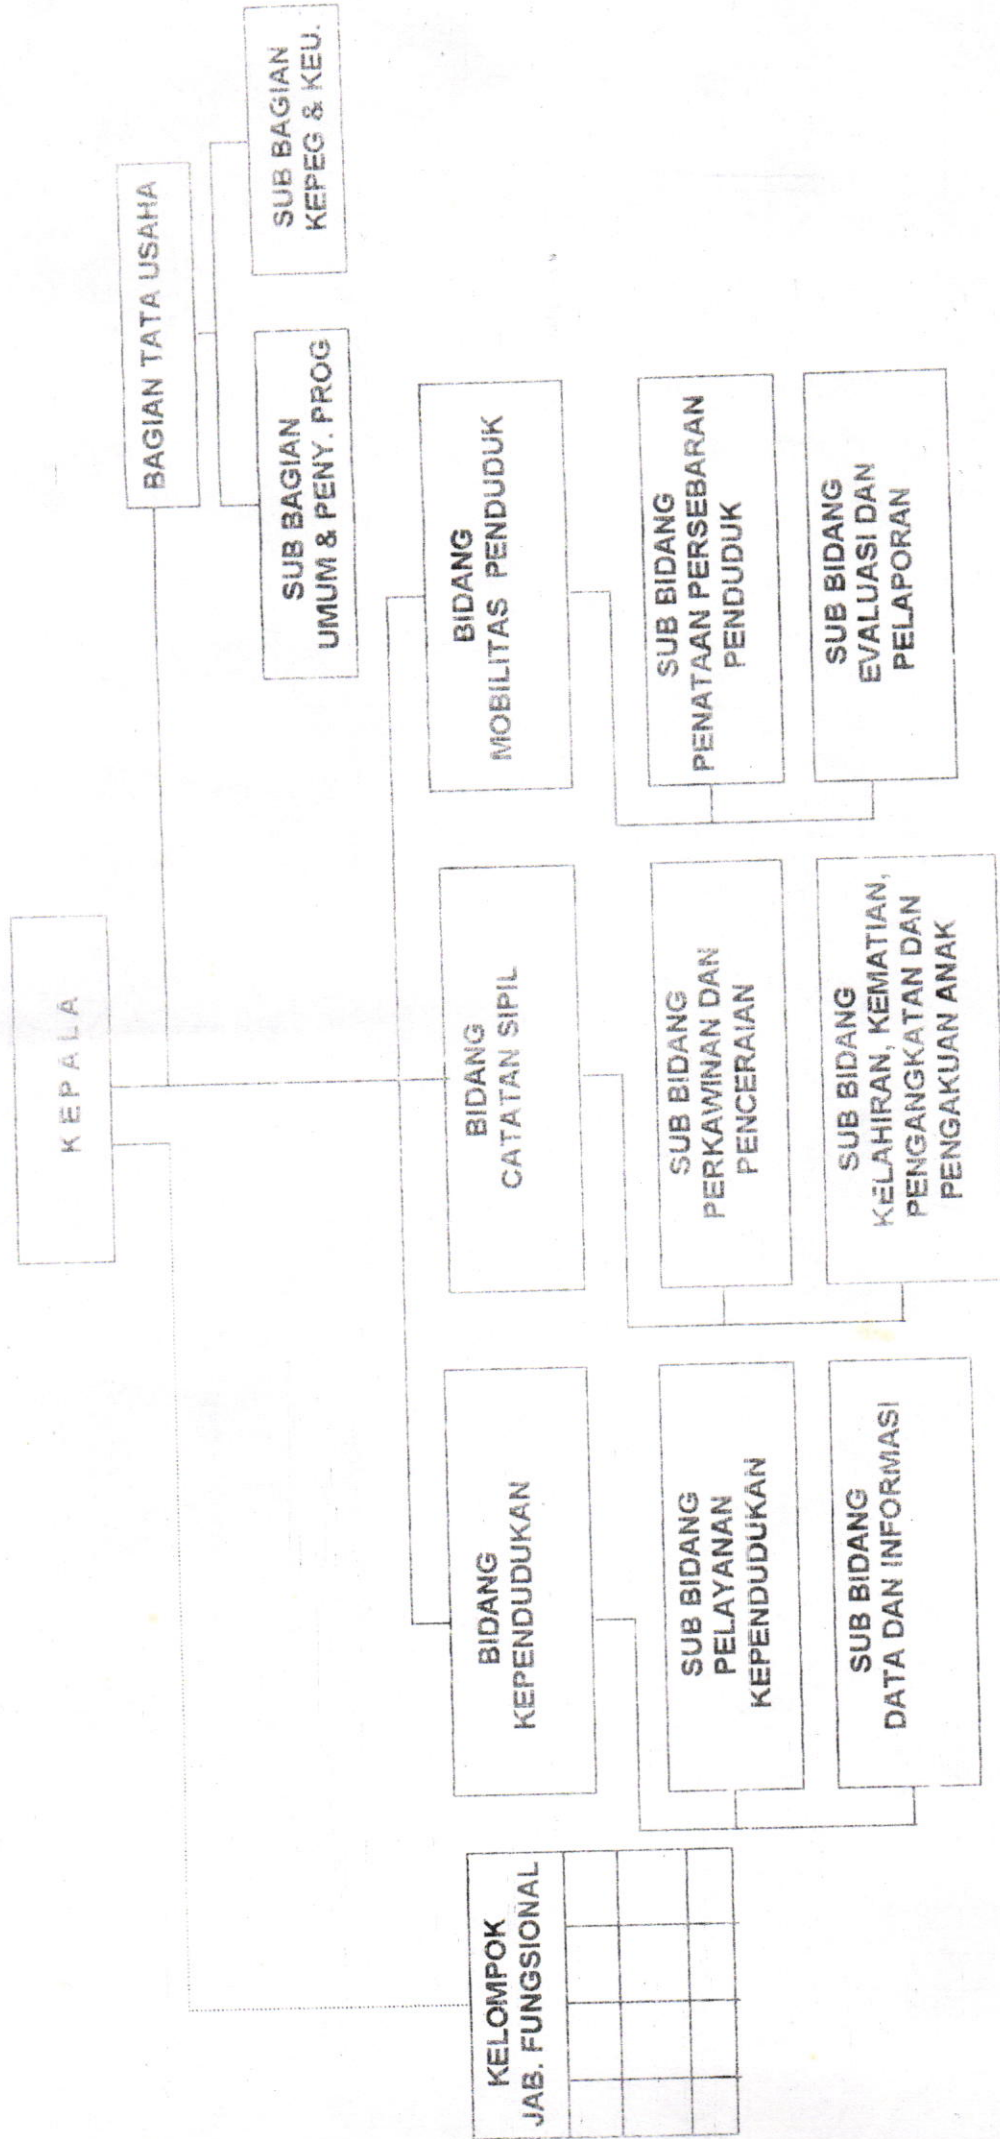 KEPALA
BAGIAN TATA USAHA
SUB BAGIAN
UMUM & PENY. PROG
SUB BAGIAN
KEPEG & KEU.
KELOMPOK
JAB. FUNGSIONAL
BIDANG
KEPENDUDUKAN
BIDANG
CATATAN SIPIL
BIDANG
MOBILITAS PENDUDUK
SUB BIDANG
PELAYANAN
KEPENDUDUKAN
SUB BIDANG
PERKAWINAN DAN
PENCERAIAN
SUB BIDANG
PENATAAN PERSEBARAN
PENDUDUK
SUB BIDANG
DATA DAN INFORMASI
SUB BIDANG
KELAHIRAN, KEMATIAN,
PENGANGKATAN DAN
PENGAKUAN ANAK
SUB BIDANG
EVALUASI DAN
PELAPORAN